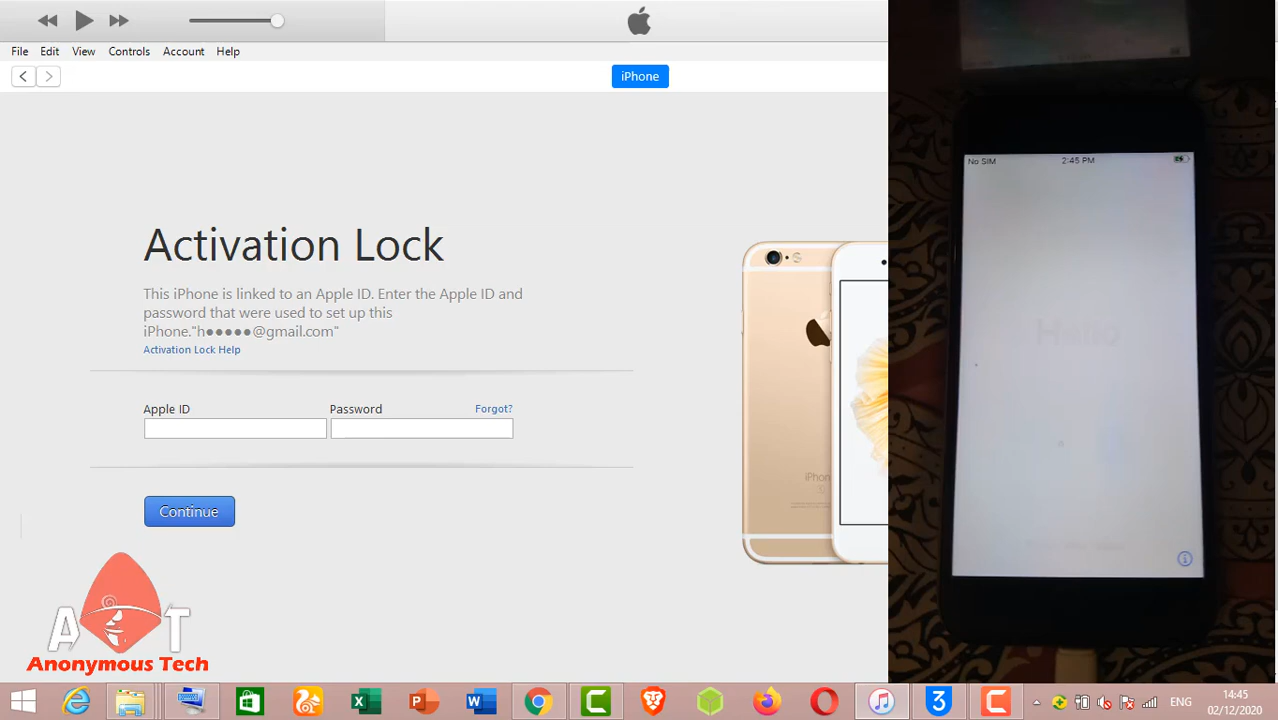 File Edit View Controls Account Help
iPhone
Activation Lock
This iPhone is linked to an Apple ID. Enter the Apple ID and
password that were used to set up this
iPhone."h●●●●●@gmail.com"
Activation Lock Help
Apple ID
Password
Forgot?
Continue
iPhon
A T
Anonymous Tech
No SIM
2:45 PM
Hello
ENG
14:45
02/12/2020